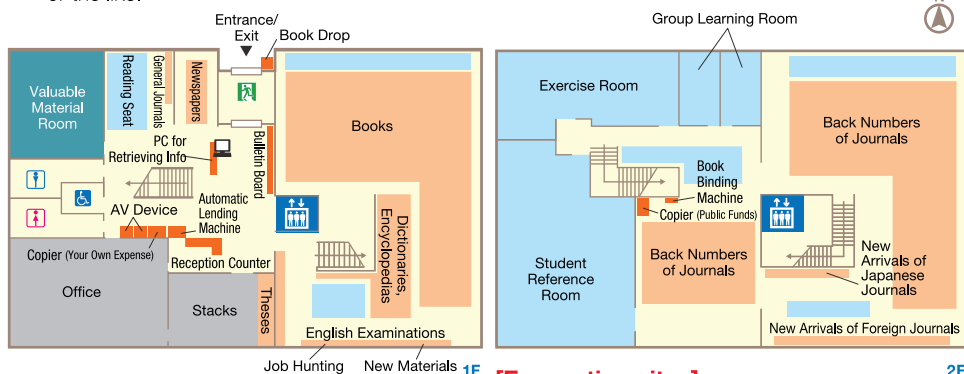 Entrance/
Exit
Book Drop
Valuable
Material
Room
Reading Seat
General Journals
Newspapers
Books
PC for
Retrieving Info
Bulletin Board
AV Device
Automatic
Lending
Machine
Copier (Your Own Expense)
Reception Counter
Dictionaries,
Encyclopedias
Office
Stacks
Theses
English Examinations
Job Hunting
New Materials
1F
Group Learning Room
N
Exercise Room
Back Numbers
of Journals
Book
Binding
Machine
Copier (Public Funds)
Student
Reference
Room
Back Numbers
of Journals
New
Arrivals of
Japanese
Journals
New Arrivals of Foreign Journals
2F